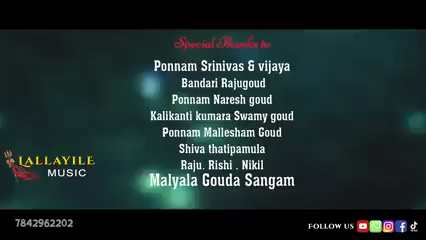 Special Thanks to
Ponnam Srinivas & vijaya
Bandari Rajugoud
Ponnam Naresh goud
Kalikanti kumara Swamy goud
Ponnam Mallesham Goud
Shiva thatipamula
Raju. Rishi . Nikil
Malyala Gouda Sangam
LALLAYILE
MUSIC
7842962202
FOLLOW US